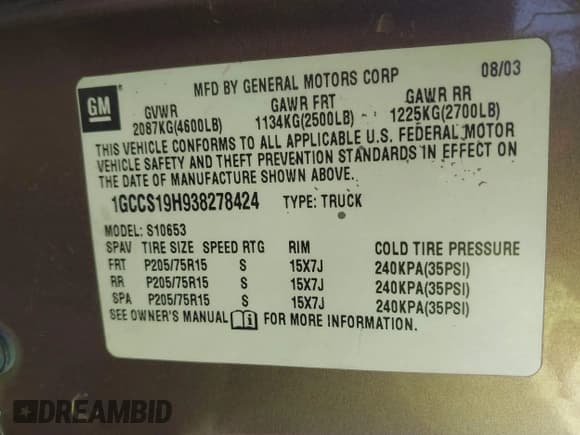 MFD BY GENERAL MOTORS CORP 08/03
GM
GVWR GAWR FRT GAWR RR
2087KG(4600LB) 1134KG(2500LB) 1225KG(2700LB)
THIS VEHICLE CONFORMS TO ALL APPLICABLE U.S. FEDERAL MOTOR
VEHICLE SAFETY AND THEFT PREVENTION STANDARDS IN EFFECT ON
THE DATE OF MANUFACTURE SHOWN ABOVE.
1GCCS19H938278424 TYPE: TRUCK
MODEL: S10653
SPAV TIRE SIZE SPEED RTG RIM COLD TIRE PRESSURE
FRT P205/75R15 S 15X7J 240KPA(35PSI)
RR P205/75R15 S 15X7J 240KPA(35PSI)
SPA P205/75R15 S 15X7J 240KPA(35PSI)
SEE OWNER'S MANUAL FOR MORE INFORMATION.
DREAMBID